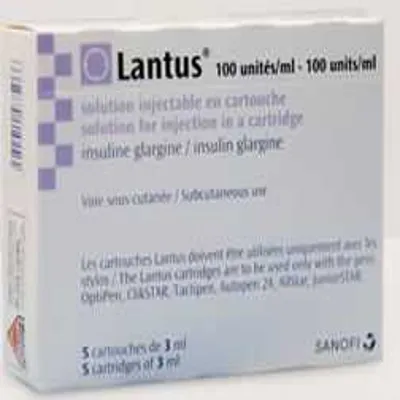 Lantus® 100 unités/ml - 100 units/ml
solution injectable en cartouche
solution for injection in a cartridge
insuline glargine / insulin glargine
Voie sous-cutanée / Subcutaneous use
Les cartouches Lantus doivent être utilisées uniquement avec les
stylos / The Lantus cartridges are to be used only with the pens:
OptiPen, ClikSTAR, Tactipen, Autopen 24, AllStar, JuniorSTAR.
5 cartouches de 3 ml
5 cartridges of 3 ml
SANOFI